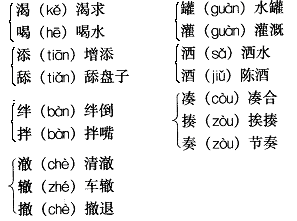 渴（kě）渴求
喝（hē）喝水
添（tiān）增添
舔（tiǎn）舔盘子
绊（bàn）绊倒
拌（bàn）拌嘴
澈（chè）清澈
辙（zhé）车辙
撤（chè）撤退
罐（guàn）水罐
灌（guàn）灌溉
洒（sǎ）洒水
酒（jiǔ）陈酒
凑（còu）凑合
揍（zòu）挨揍
奏（zòu）节奏